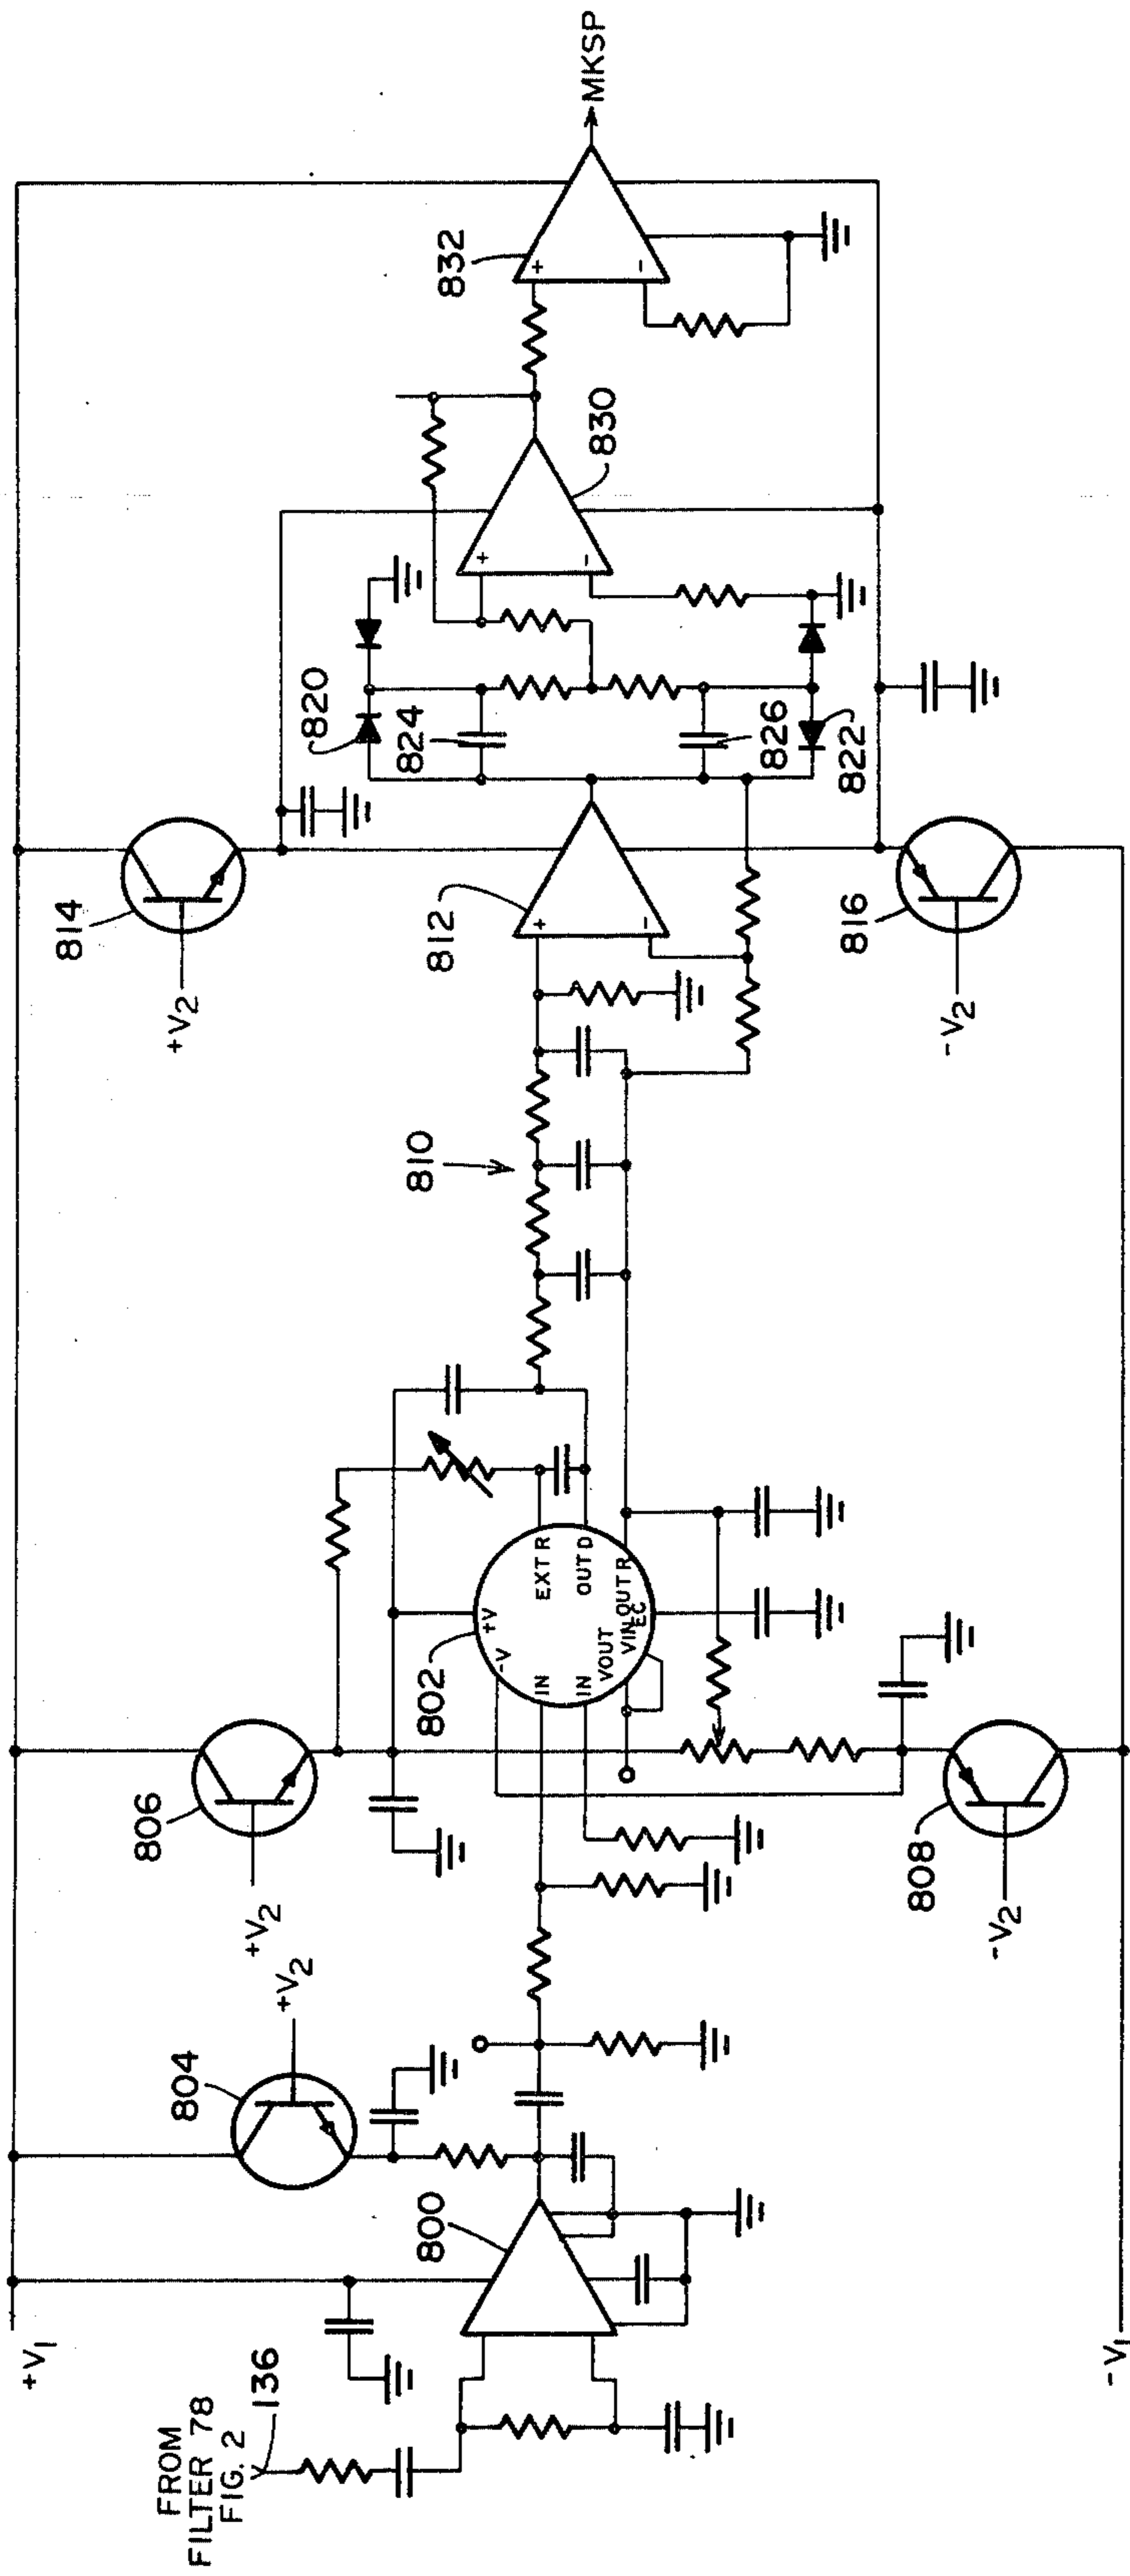 +V1
FROM
FILTER 78
FIG. 2
136
800
804
+V2
806
+V2
802
-V
+V
IN
IN
VOUT
VIN
EC
EXT R
OUT D
OUT R
808
-V2
-V1
810
812
+
-
814
+V2
816
-V2
820
824
826
822
830
+
-
832
+
-
MKSP